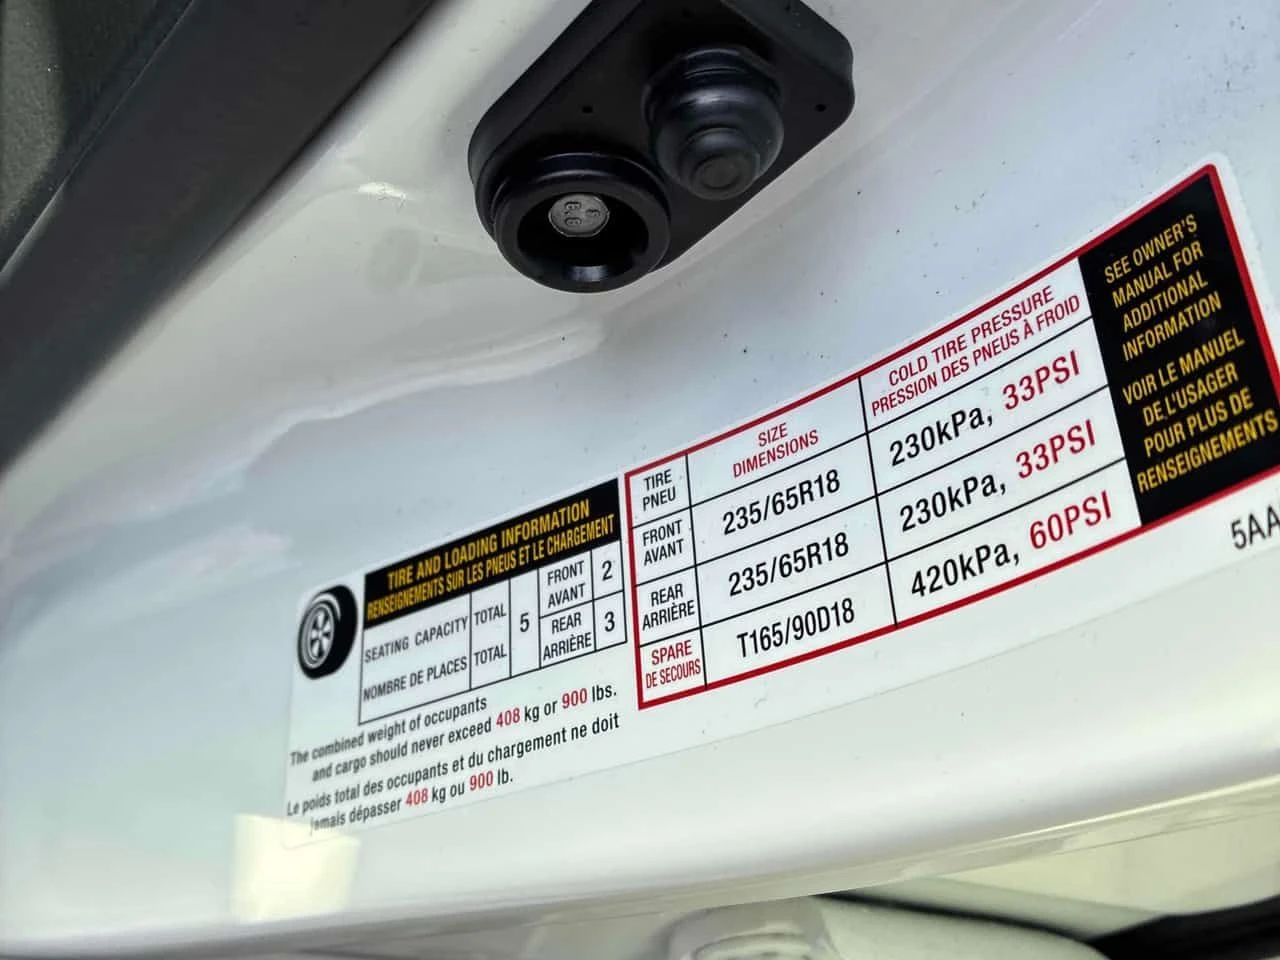 TIRE AND LOADING INFORMATION
RENSEIGNEMENTS SUR LES PNEUS ET LE CHARGEMENT
SEATING CAPACITY TOTAL 5 FRONT AVANT 2
NOMBRE DE PLACES TOTAL REAR ARRIÈRE 3
The combined weight of occupants
and cargo should never exceed 408 kg or 900 lbs.
Le poids total des occupants et du chargement ne doit
jamais dépasser 408 kg ou 900 lb.
TIRE PNEU SIZE DIMENSIONS COLD TIRE PRESSURE PRESSION DES PNEUS À FROID
FRONT AVANT 235/65R18 230kPa, 33PSI
REAR ARRIÈRE 235/65R18 230kPa, 33PSI
SPARE DE SECOURS T165/90D18 420kPa, 60PSI
SEE OWNER'S
MANUAL FOR
ADDITIONAL
INFORMATION
VOIR LE MANUEL
DE L'USAGER
POUR PLUS DE
RENSEIGNEMENTS
5AA